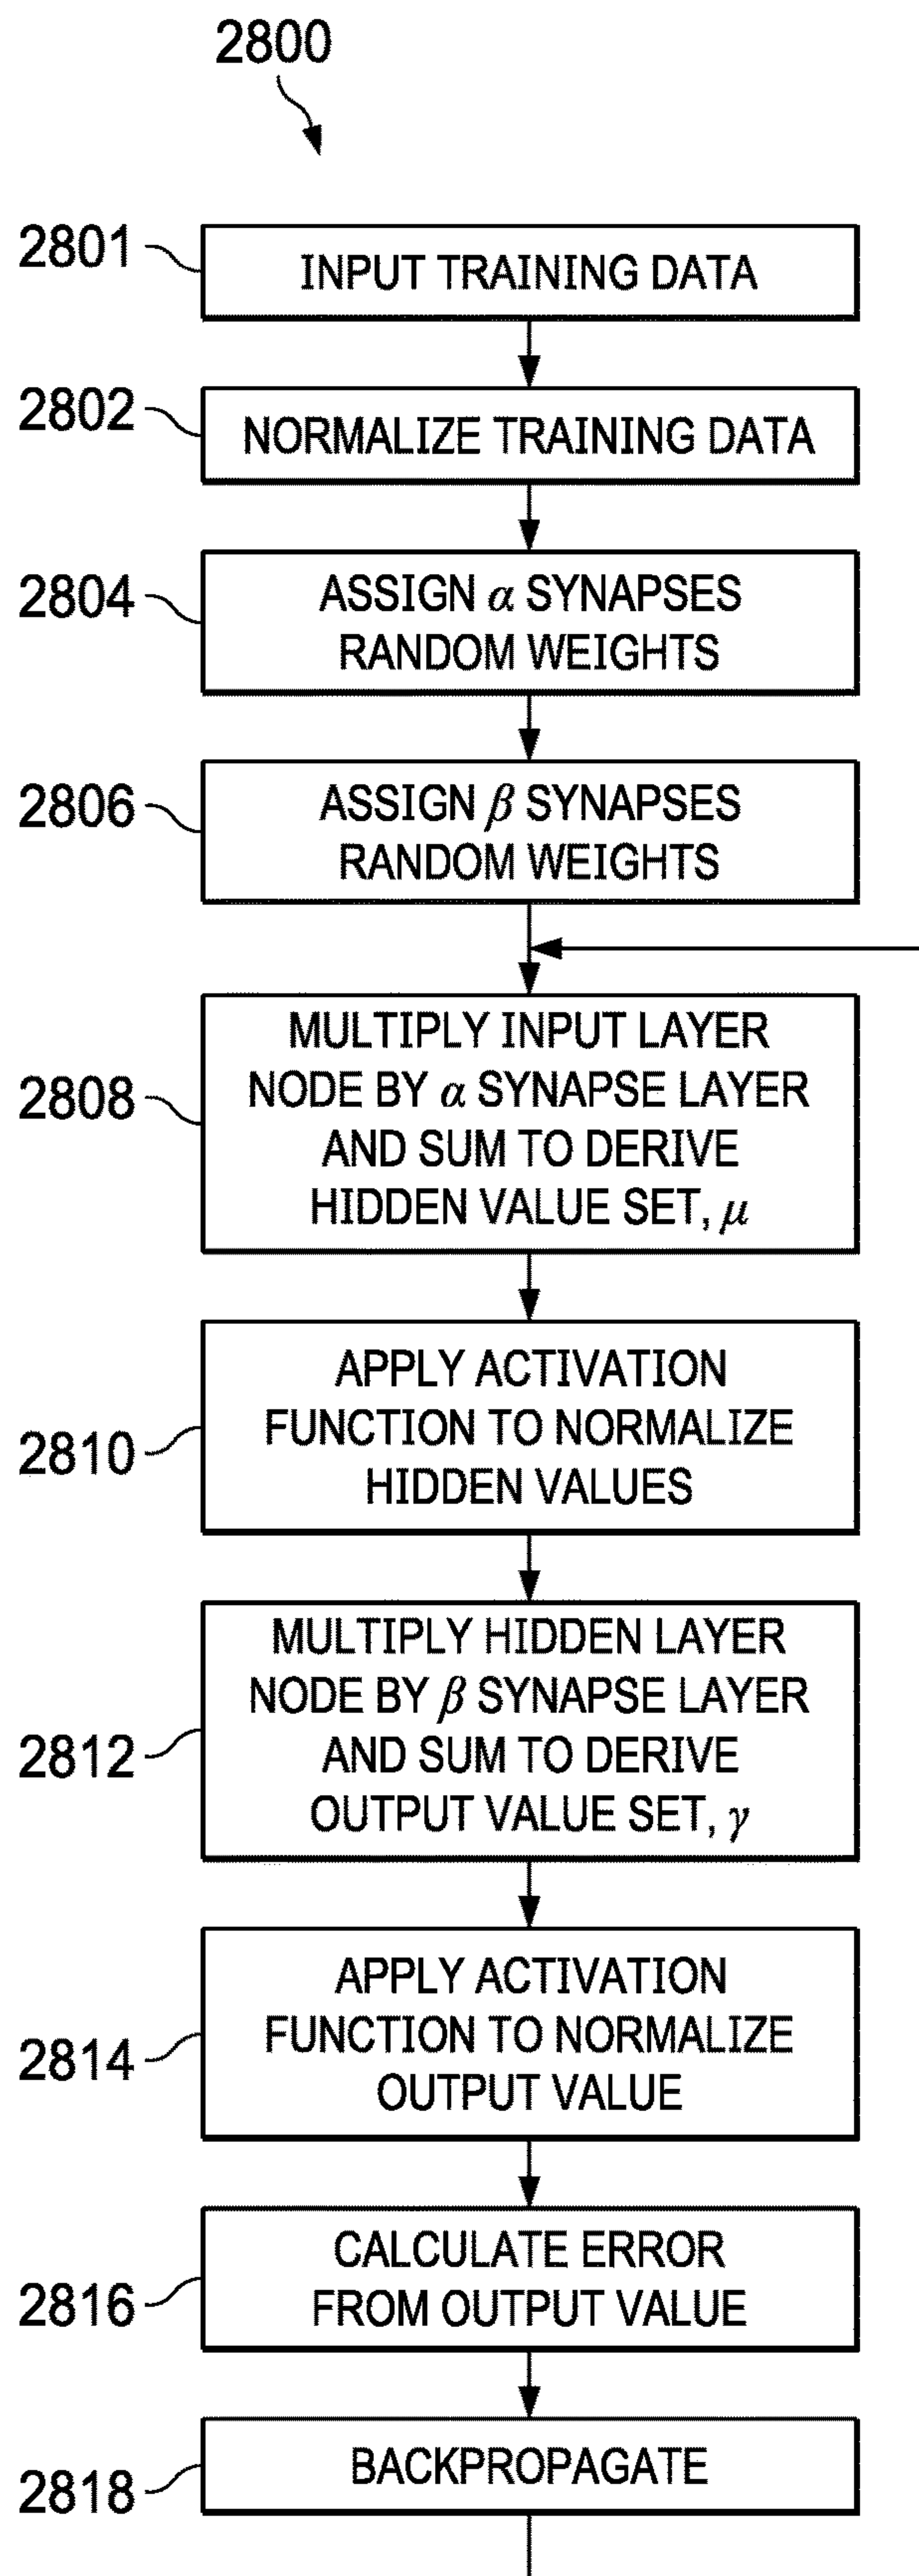 2800
2801
INPUT TRAINING DATA
2802
NORMALIZE TRAINING DATA
2804
ASSIGN α SYNAPSES
RANDOM WEIGHTS
2806
ASSIGN β SYNAPSES
RANDOM WEIGHTS
2808
MULTIPLY INPUT LAYER
NODE BY α SYNAPSE LAYER
AND SUM TO DERIVE
HIDDEN VALUE SET, μ
2810
APPLY ACTIVATION
FUNCTION TO NORMALIZE
HIDDEN VALUES
2812
MULTIPLY HIDDEN LAYER
NODE BY β SYNAPSE LAYER
AND SUM TO DERIVE
OUTPUT VALUE SET, γ
2814
APPLY ACTIVATION
FUNCTION TO NORMALIZE
OUTPUT VALUE
2816
CALCULATE ERROR
FROM OUTPUT VALUE
2818
BACKPROPAGATE